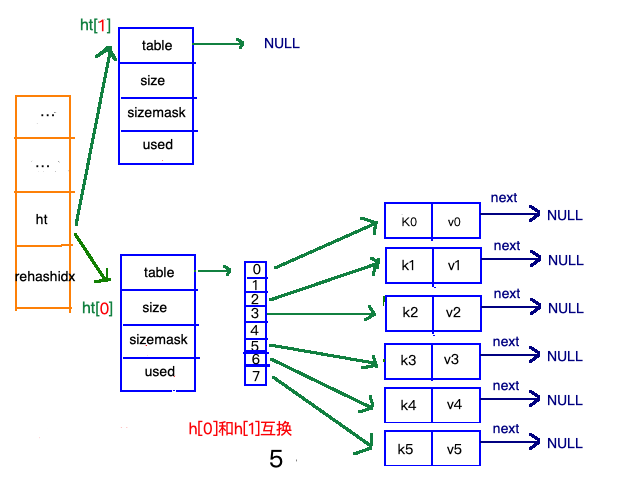 ht[1]
table
NULL
size
sizemask
used
...
...
ht
rehashidx
ht[0]
table
size
sizemask
used
0
1
2
3
4
5
6
7
K0 v0 next NULL
k1 v1 next NULL
k2 v2 next NULL
k3 v3 next NULL
k4 v4 next NULL
k5 v5 next NULL
h[0]和h[1]互换
5